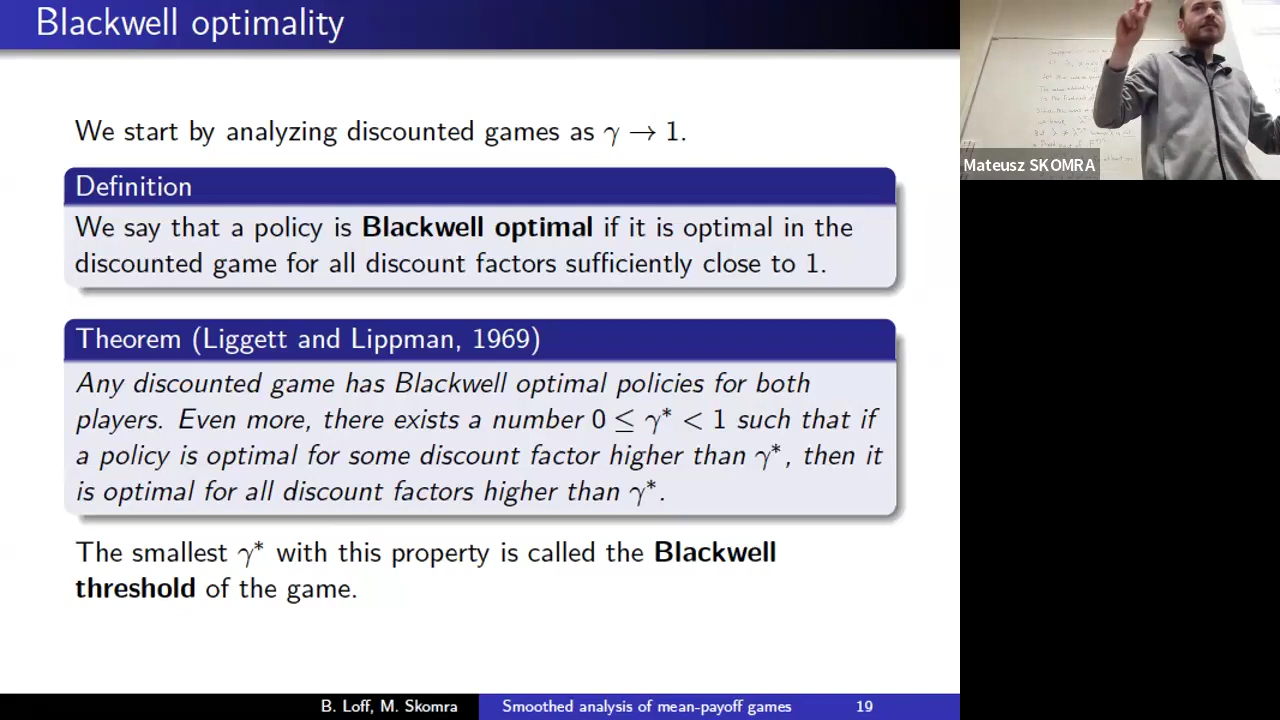 Blackwell optimality
We start by analyzing discounted games as γ → 1.
Definition
We say that a policy is Blackwell optimal if it is optimal in the
discounted game for all discount factors sufficiently close to 1.
Theorem (Liggett and Lippman, 1969)
Any discounted game has Blackwell optimal policies for both
players. Even more, there exists a number 0 ≤ γ* < 1 such that if
a policy is optimal for some discount factor higher than γ*, then it
is optimal for all discount factors higher than γ*.
The smallest γ* with this property is called the Blackwell
threshold of the game.
B. Loff, M. Skomra
Smoothed analysis of mean-payoff games
19
Mateusz SKOMRA